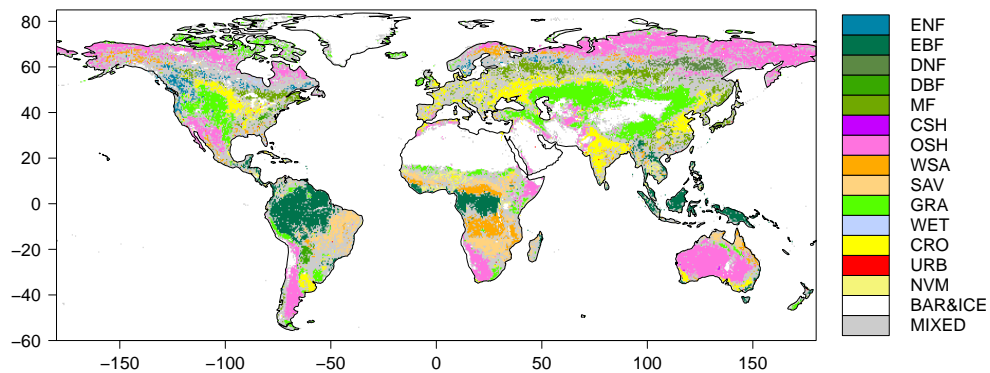 80
60
40
20
0
−20
−40
−60
−150
−100
−50
0
50
100
150
ENF
EBF
DNF
DBF
MF
CSH
OSH
WSA
SAV
GRA
WET
CRO
URB
NVM
BAR&ICE
MIXED